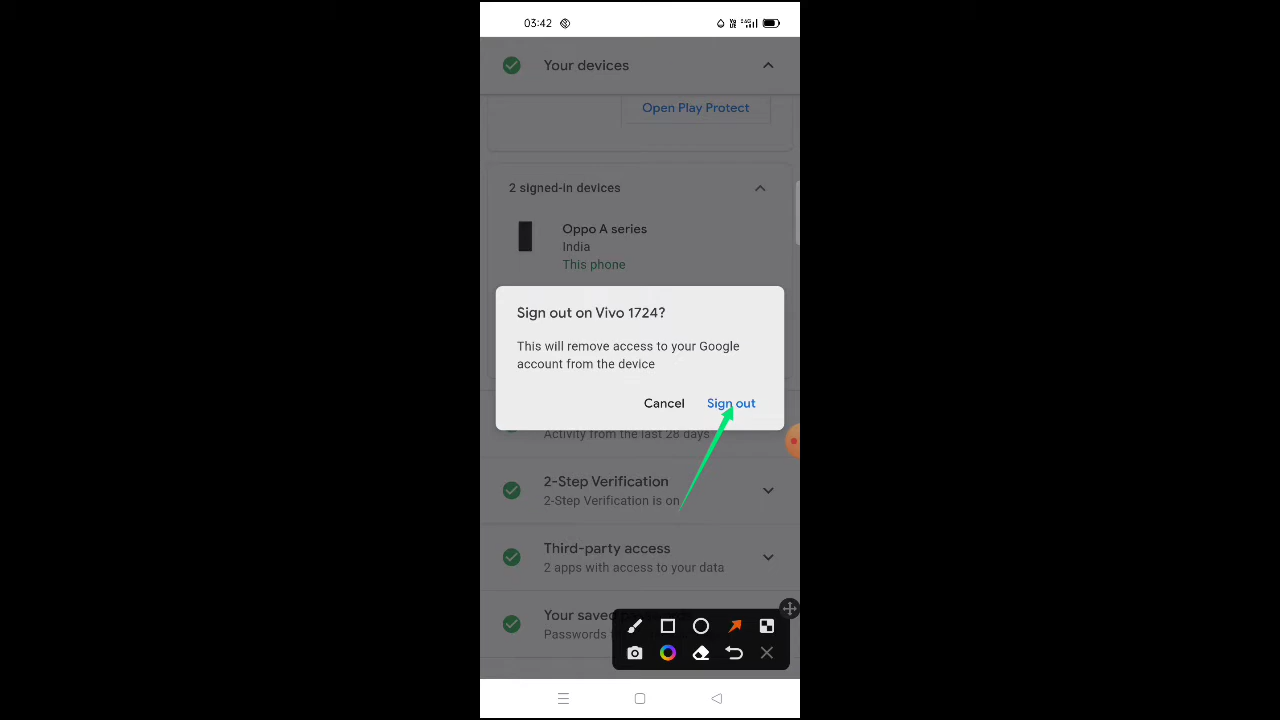 03:42
Your devices
Open Play Protect
2 signed-in devices
Oppo A series
India
This phone
Sign out on Vivo 1724?
This will remove access to your Google
account from the device
Cancel
Sign out
Activity from the last 28 days
2-Step Verification
2-Step Verification is on
Third-party access
2 apps with access to your data
Your saved
Passwords